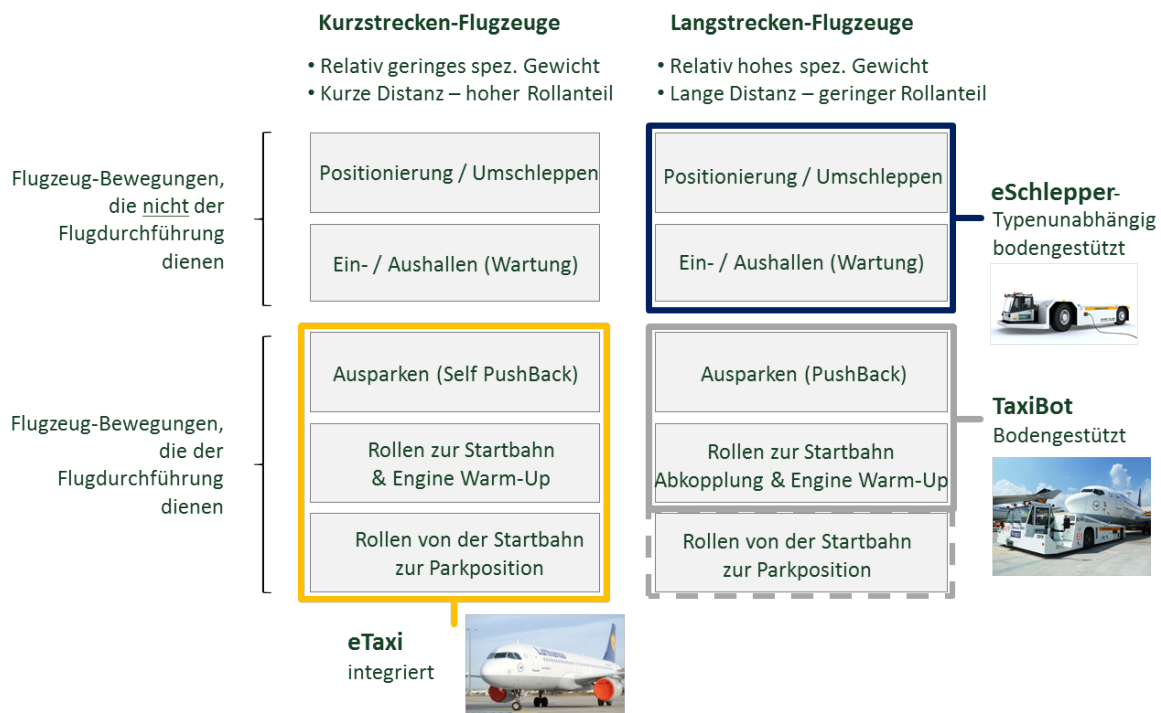 Kurzstrecken-Flugzeuge
• Relativ geringes spez. Gewicht
• Kurze Distanz – hoher Rollanteil
Langstrecken-Flugzeuge
• Relativ hohes spez. Gewicht
• Lange Distanz – geringer Rollanteil
Flugzeug-Bewegungen,
die nicht der
Flugdurchführung
dienen
Positionierung / Umschleppen
Ein- / Aushallen (Wartung)
Positionierung / Umschleppen
Ein- / Aushallen (Wartung)
eSchlepper-
Typenunabhängig
bodengestützt
Flugzeug-Bewegungen,
die der
Flugdurchführung
dienen
Ausparken (Self PushBack)
Rollen zur Startbahn
& Engine Warm-Up
Rollen von der Startbahn
zur Parkposition
Ausparken (PushBack)
Rollen zur Startbahn
Abkopplung & Engine Warm-Up
Rollen von der Startbahn
zur Parkposition
TaxiBot
Bodengestützt
eTaxi
integriert
Lufthansa